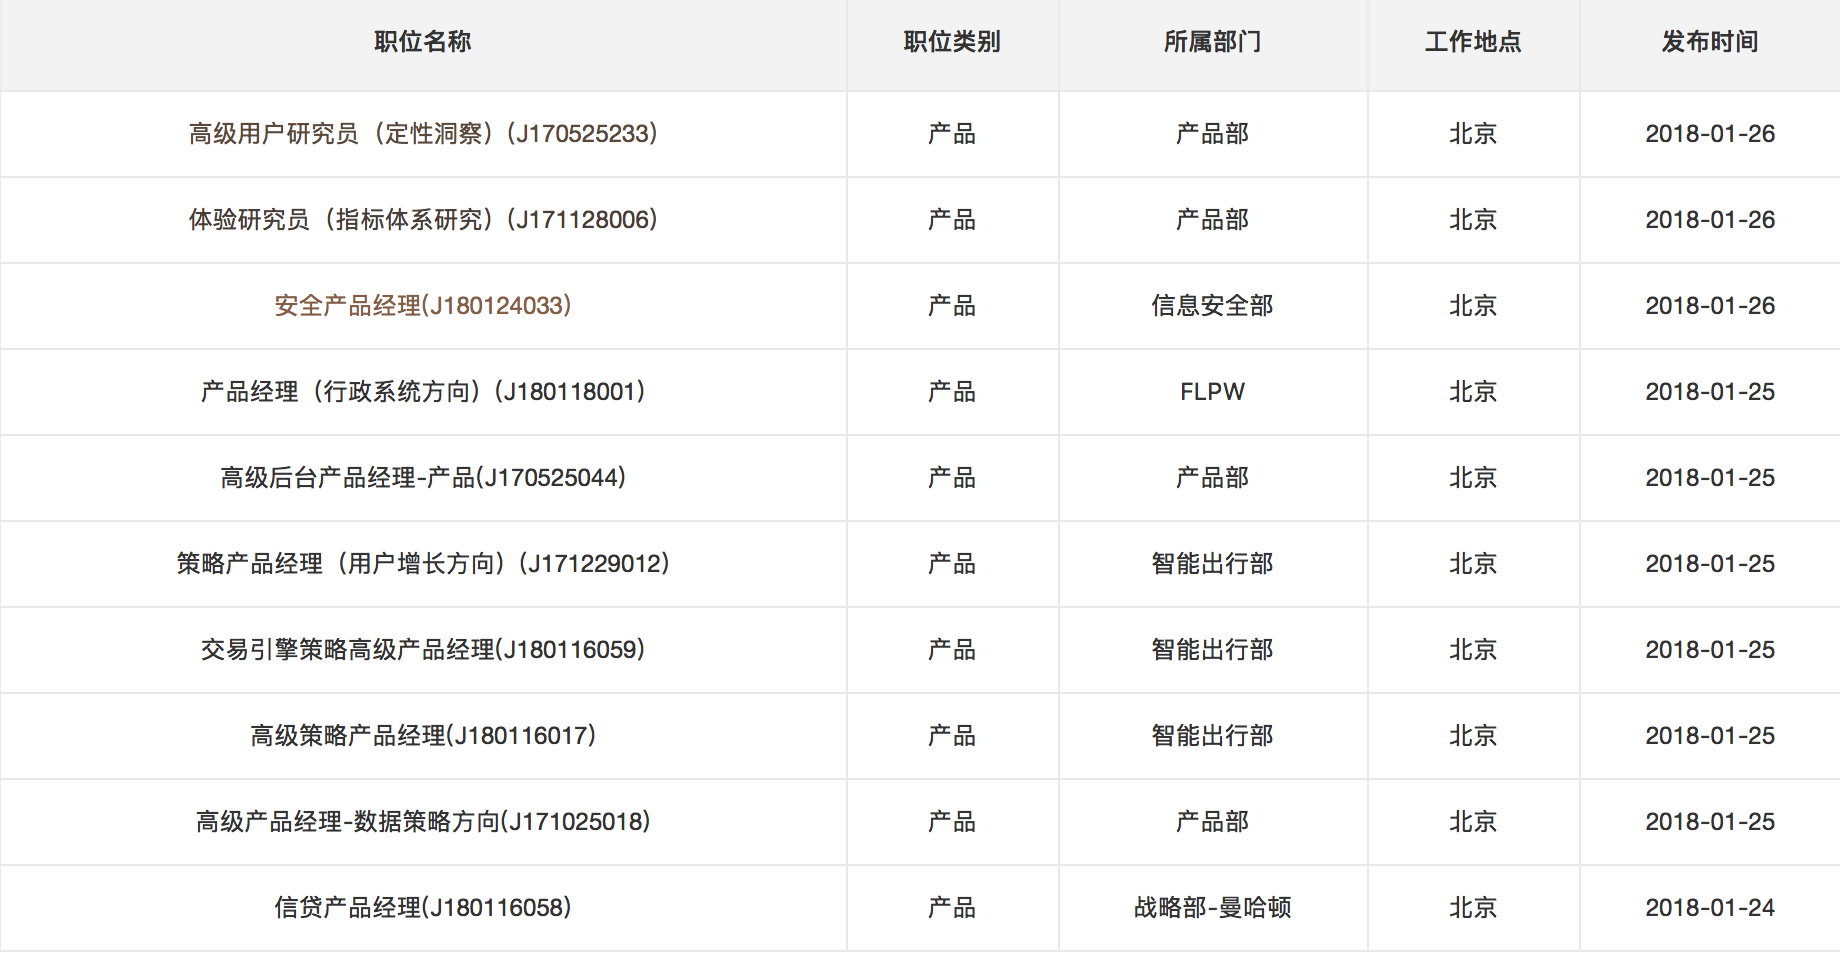 职位名称 职位类别 所属部门 工作地点 发布时间
高级用户研究员（定性洞察）(J170525233) 产品 产品部 北京 2018-01-26
体验研究员（指标体系研究）(J171128006) 产品 产品部 北京 2018-01-26
安全产品经理(J180124033) 产品 信息安全部 北京 2018-01-26
产品经理（行政系统方向）(J180118001) 产品 FLPW 北京 2018-01-25
高级后台产品经理-产品(J170525044) 产品 产品部 北京 2018-01-25
策略产品经理（用户增长方向）(J171229012) 产品 智能出行部 北京 2018-01-25
交易引擎策略高级产品经理(J180116059) 产品 智能出行部 北京 2018-01-25
高级策略产品经理(J180116017) 产品 智能出行部 北京 2018-01-25
高级产品经理-数据策略方向(J171025018) 产品 产品部 北京 2018-01-25
信贷产品经理(J180116058) 产品 战略部-曼哈顿 北京 2018-01-24